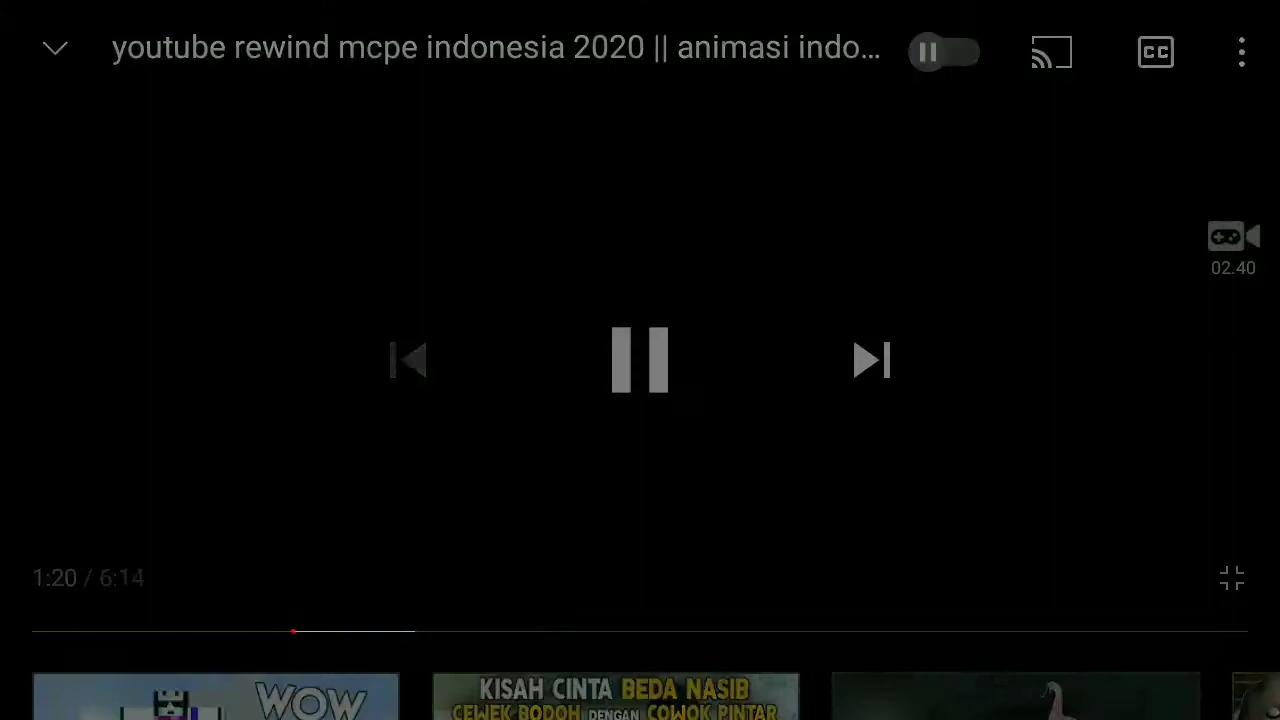 youtube rewind mcpe indonesia 2020 || animasi indo...
CC
02.40
1:20 / 6:14
WOW
KISAH CINTA BEDA NASIB
CEWEK BODOH DENGAN COWOK PINTAR